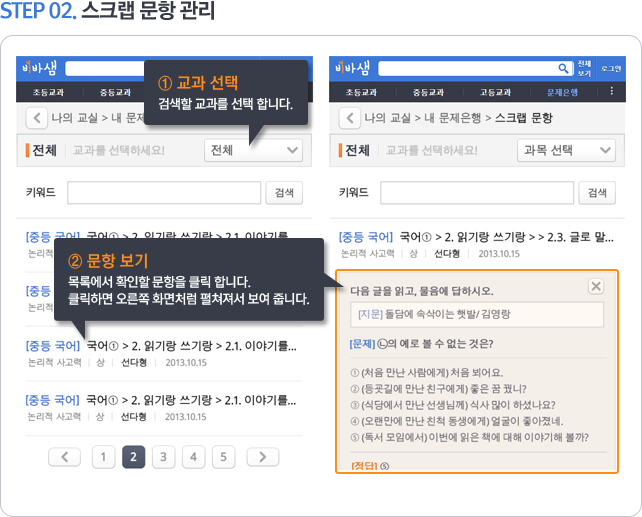 STEP 02. 스크랩 문항 관리
비바샘
초등교과 중등교과
나의 교실 > 내 문제
① 교과 선택
검색할 교과를 선택 합니다.
전체 교과를 선택하세요! 전체
키워드 검색
[중등 국어] 국어① > 2. 읽기랑 쓰기랑 > 2.1. 이야기를...
논리적
② 문항 보기
목록에서 확인할 문항을 클릭 합니다.
클릭하면 오른쪽 화면처럼 펼쳐져서 보여 줍니다.
[중등 국
논리적
[중등 국어] 국어① > 2. 읽기랑 쓰기랑 > 2.1. 이야기를...
논리적 사고력 | 상 | 선다형 | 2013.10.15
[중등 국어] 국어① > 2. 읽기랑 쓰기랑 > 2.1. 이야기를...
논리적 사고력 | 상 | 선다형 | 2013.10.15
< 1 2 3 4 5 >
비바샘 전체보기 로그인
초등교과 중등교과 고등교과 문제은행
나의 교실 > 내 문제은행 > 스크랩 문항
전체 교과를 선택하세요! 과목 선택
키워드 검색
[중등 국어] 국어① > 2. 읽기랑 쓰기랑 > > 2.3. 글로 말...
논리적 사고력 | 상 | 선다형 | 2013.10.15
다음 글을 읽고, 물음에 답하시오.
[지문] 돌담에 속삭이는 햇발/ 김영랑
[문제] ㉡의 예로 볼 수 없는 것은?
① (처음 만난 사람에게) 처음 뵈어요.
② (등굣길에 만난 친구에게) 좋은 꿈 꿨니?
③ (식당에서 만난 선생님께) 식사 많이 하셨나요?
④ (오랜만에 만난 친척 동생에게) 얼굴이 좋아졌네.
⑤ (독서 모임에서) 이번에 읽은 책에 대해 이야기해 볼까?
[정답] ⑤